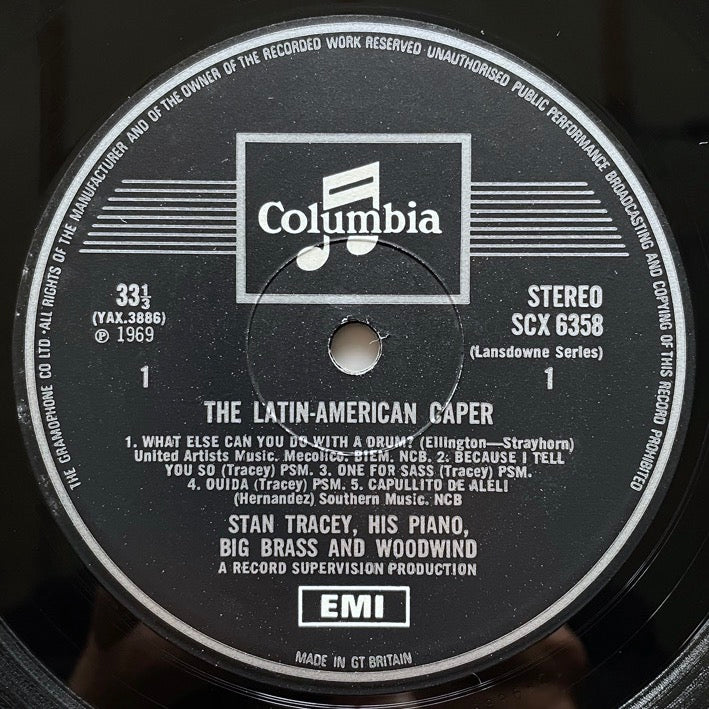 THE GRAMOPHONE CO LTD · ALL RIGHTS OF THE MANUFACTURER AND OF THE OWNER OF THE RECORDED WORK RESERVED · UNAUTHORISED PUBLIC PERFORMANCE BROADCASTING AND COPYING OF THIS RECORD PROHIBITED
Columbia
33⅓
(YAX.3886)
℗ 1969
1
STEREO
SCX 6358
(Lansdowne Series)
1
THE LATIN-AMERICAN CAPER
1. WHAT ELSE CAN YOU DO WITH A DRUM? (Ellington—Strayhorn)
United Artists Music. Mecolico. BIEM. NCB. 2: BECAUSE I TELL
YOU SO (Tracey) PSM. 3. ONE FOR SASS (Tracey) PSM.
4. OUIDA (Tracey) PSM. 5. CAPULLITO DE ALELI
(Hernandez) Southern Music. NCB
STAN TRACEY, HIS PIANO,
BIG BRASS AND WOODWIND
A RECORD SUPERVISION PRODUCTION
EMI
MADE IN GT BRITAIN